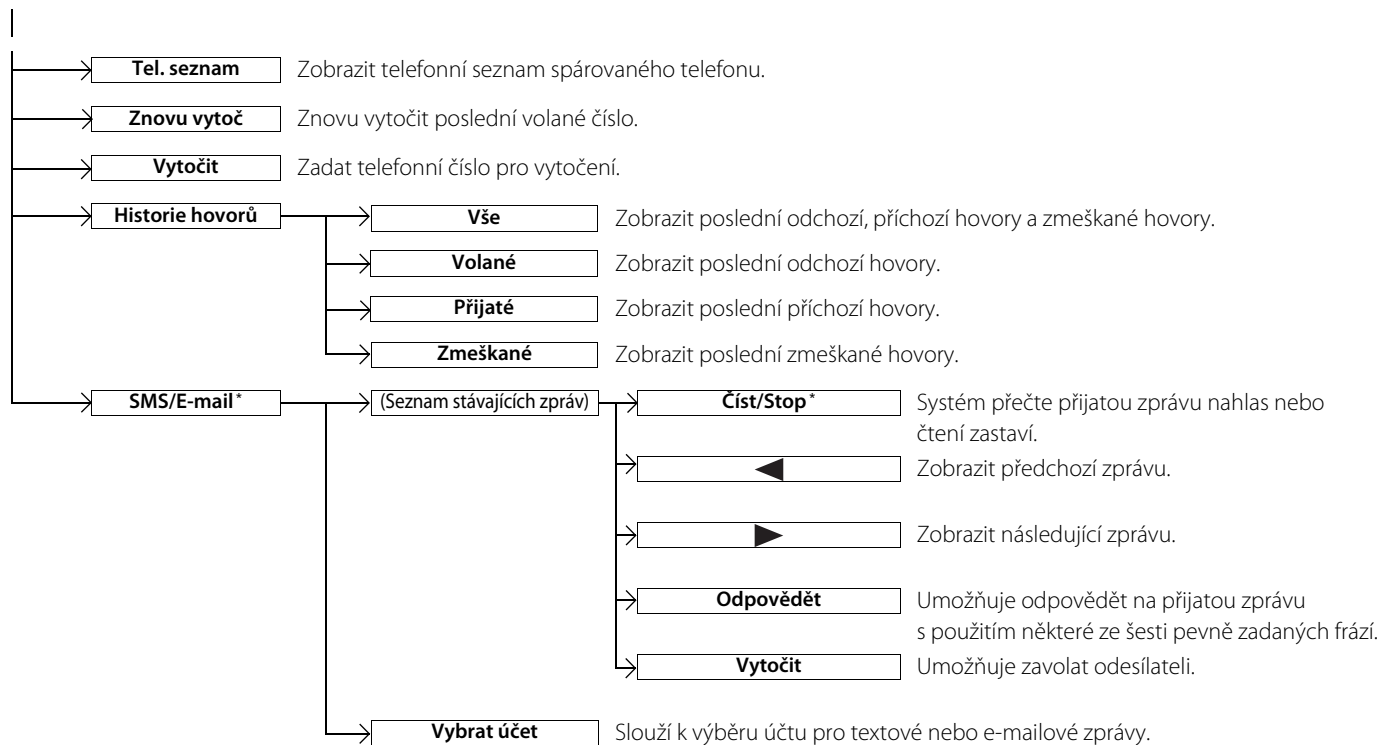 Tel. seznam Zobrazit telefonní seznam spárovaného telefonu.
Znovu vytoč Znovu vytočit poslední volané číslo.
Vytočit Zadat telefonní číslo pro vytočení.
Historie hovorů Vše Zobrazit poslední odchozí, příchozí hovory a zmeškané hovory.
Volané Zobrazit poslední odchozí hovory.
Přijaté Zobrazit poslední příchozí hovory.
Zmeškané Zobrazit poslední zmeškané hovory.
SMS/E-mail* (Seznam stávajících zpráv) Číst/Stop* Systém přečte přijatou zprávu nahlas nebo
čtení zastaví.
◀ Zobrazit předchozí zprávu.
▶ Zobrazit následující zprávu.
Odpovědět Umožňuje odpovědět na přijatou zprávu
s použitím některé ze šesti pevně zadaných frází.
Vytočit Umožňuje zavolat odesílateli.
Vybrat účet Slouží k výběru účtu pro textové nebo e-mailové zprávy.